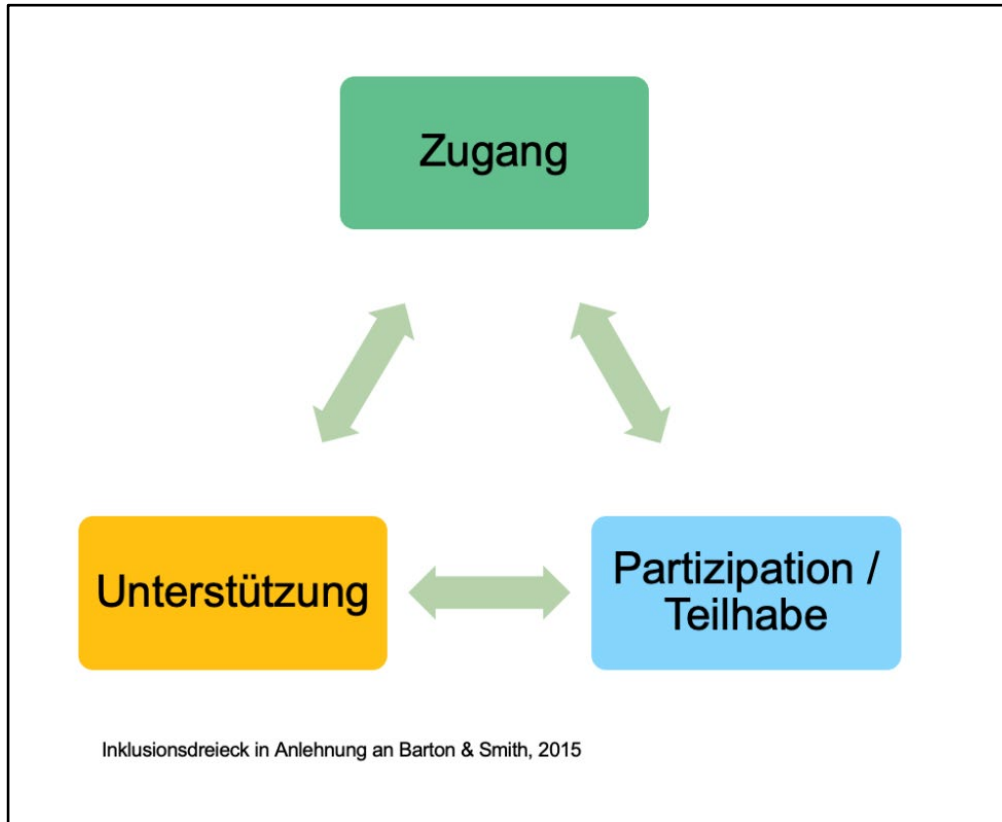 Zugang
Unterstützung
Partizipation /
Teilhabe
Inklusionsdreieck in Anlehnung an Barton & Smith, 2015